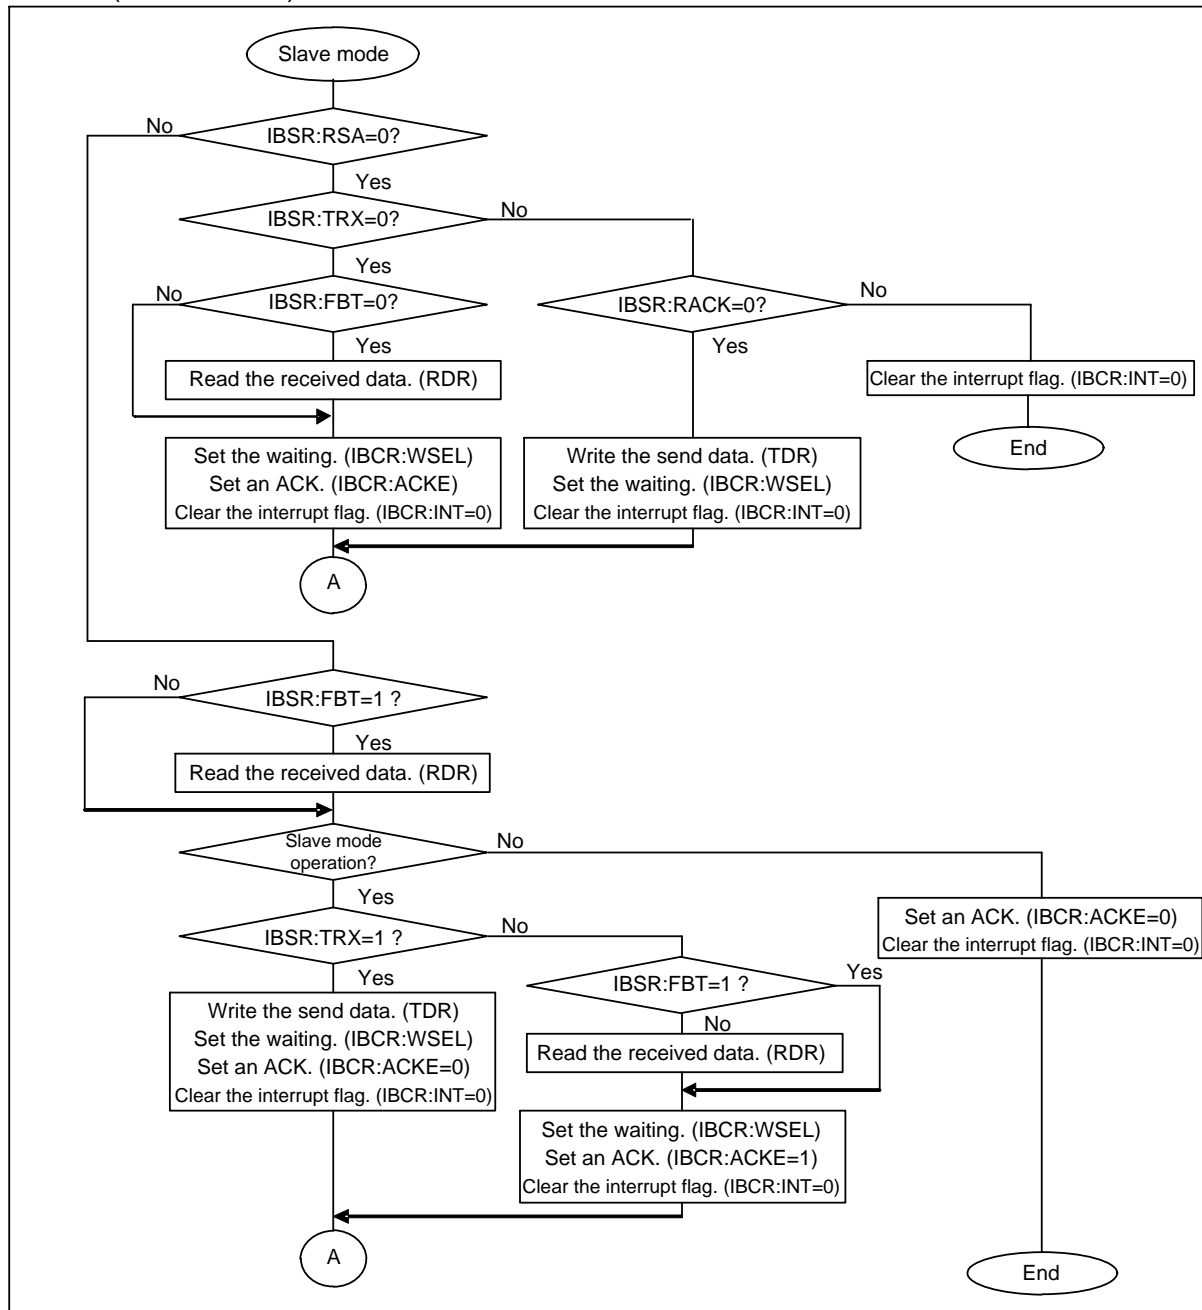 Slave mode
No
IBSR:RSA=0?
Yes
IBSR:TRX=0?
No
Yes
No
IBSR:FBT=0?
IBSR:RACK=0?
No
Yes
Yes
Read the received data. (RDR)
Clear the interrupt flag. (IBCR:INT=0)
End
Set the waiting. (IBCR:WSEL)
Set an ACK. (IBCR:ACKE)
Clear the interrupt flag. (IBCR:INT=0)
Write the send data. (TDR)
Set the waiting. (IBCR:WSEL)
Clear the interrupt flag. (IBCR:INT=0)
A
No
IBSR:FBT=1 ?
Yes
Read the received data. (RDR)
Slave mode
operation?
No
Yes
Set an ACK. (IBCR:ACKE=0)
Clear the interrupt flag. (IBCR:INT=0)
IBSR:TRX=1 ?
No
Yes
IBSR:FBT=1 ?
Yes
No
Read the received data. (RDR)
Write the send data. (TDR)
Set the waiting. (IBCR:WSEL)
Set an ACK. (IBCR:ACKE=0)
Clear the interrupt flag. (IBCR:INT=0)
Set the waiting. (IBCR:WSEL)
Set an ACK. (IBCR:ACKE=1)
Clear the interrupt flag. (IBCR:INT=0)
A
End